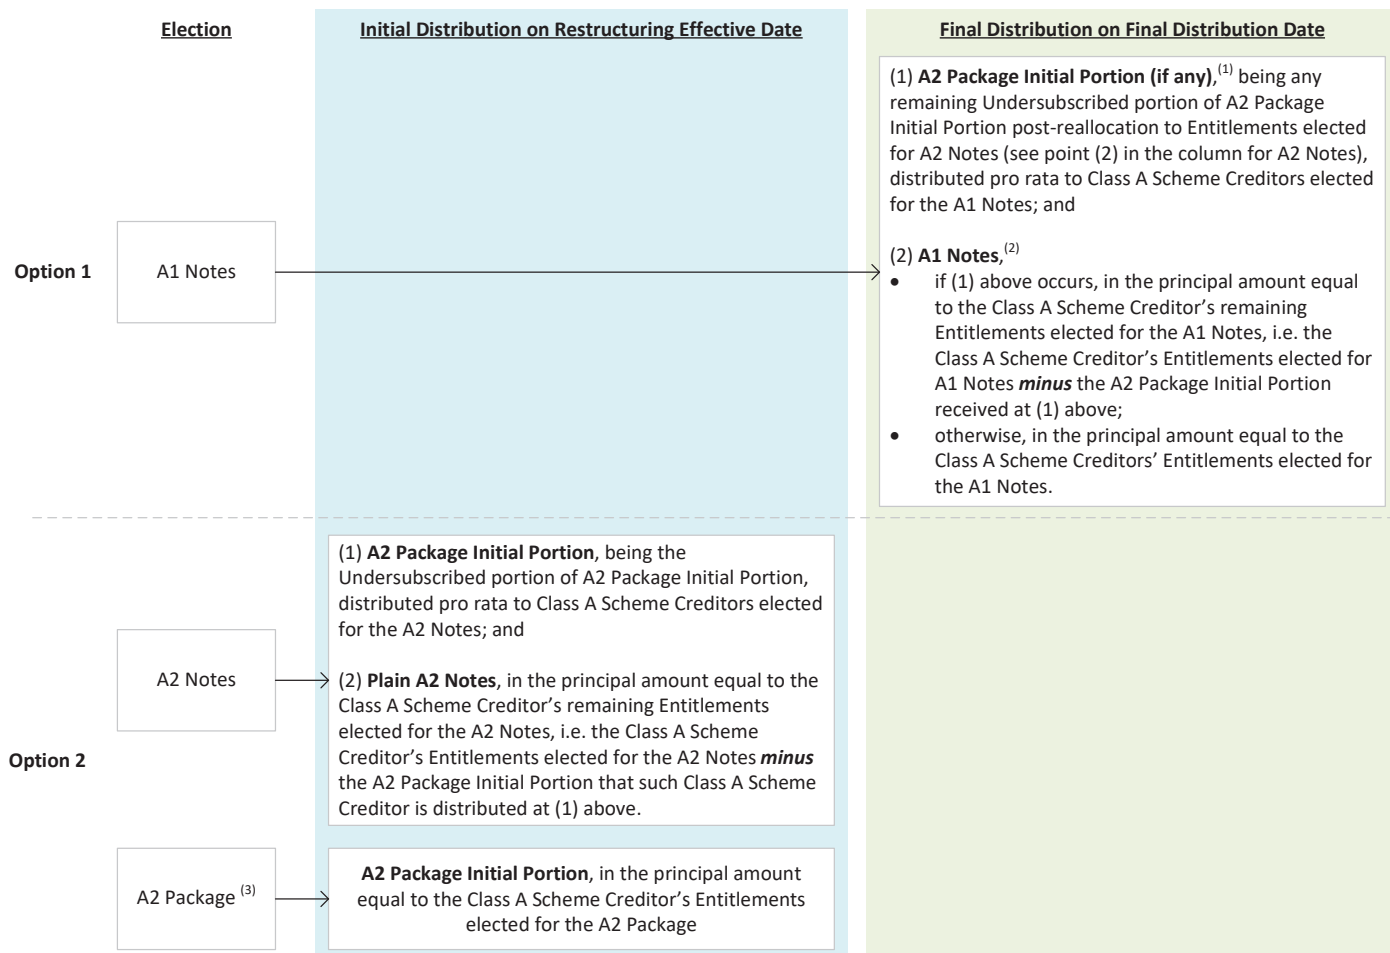 Election
Initial Distribution on Restructuring Effective Date
Final Distribution on Final Distribution Date
Option 1
A1 Notes
(1) A2 Package Initial Portion (if any),(1) being any
remaining Undersubscribed portion of A2 Package
Initial Portion post-reallocation to Entitlements elected
for A2 Notes (see point (2) in the column for A2 Notes),
distributed pro rata to Class A Scheme Creditors elected
for the A1 Notes; and
(2) A1 Notes,(2)
• if (1) above occurs, in the principal amount equal
to the Class A Scheme Creditor’s remaining
Entitlements elected for the A1 Notes, i.e. the
Class A Scheme Creditor’s Entitlements elected for
A1 Notes minus the A2 Package Initial Portion
received at (1) above;
• otherwise, in the principal amount equal to the
Class A Scheme Creditors’ Entitlements elected for
the A1 Notes.
Option 2
A2 Notes
(1) A2 Package Initial Portion, being the
Undersubscribed portion of A2 Package Initial Portion,
distributed pro rata to Class A Scheme Creditors elected
for the A2 Notes; and
(2) Plain A2 Notes, in the principal amount equal to the
Class A Scheme Creditor’s remaining Entitlements
elected for the A2 Notes, i.e. the Class A Scheme
Creditor’s Entitlements elected for the A2 Notes minus
the A2 Package Initial Portion that such Class A Scheme
Creditor is distributed at (1) above.
A2 Package (3)
A2 Package Initial Portion, in the principal amount
equal to the Class A Scheme Creditor’s Entitlements
elected for the A2 Package